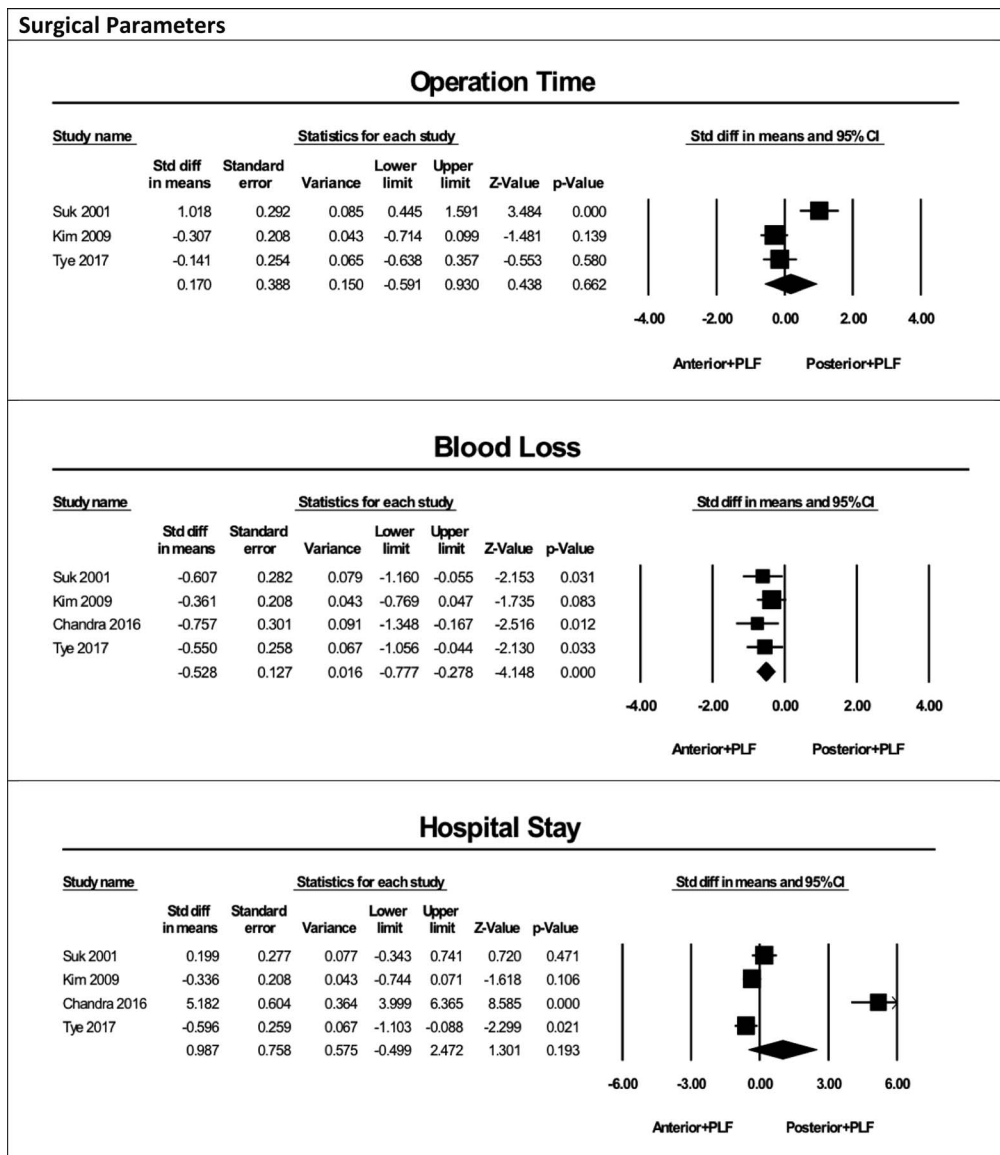 Surgical Parameters
Operation Time
Study name Statistics for each study Std diff in means and 95% CI
Std diff Standard Lower Upper
in means error Variance limit limit Z-Value p-Value
Suk 2001 1.018 0.292 0.085 0.445 1.591 3.484 0.000
Kim 2009 -0.307 0.208 0.043 -0.714 0.099 -1.481 0.139
Tye 2017 -0.141 0.254 0.065 -0.638 0.357 -0.553 0.580
0.170 0.388 0.150 -0.591 0.930 0.438 0.662
-4.00 -2.00 0.00 2.00 4.00
Anterior+PLF Posterior+PLF
Blood Loss
Study name Statistics for each study Std diff in means and 95%CI
Std diff Standard Lower Upper
in means error Variance limit limit Z-Value p-Value
Suk 2001 -0.607 0.282 0.079 -1.160 -0.055 -2.153 0.031
Kim 2009 -0.361 0.208 0.043 -0.769 0.047 -1.735 0.083
Chandra 2016 -0.757 0.301 0.091 -1.348 -0.167 -2.516 0.012
Tye 2017 -0.550 0.258 0.067 -1.056 -0.044 -2.130 0.033
-0.528 0.127 0.016 -0.777 -0.278 -4.148 0.000
-4.00 -2.00 0.00 2.00 4.00
Anterior+PLF Posterior+PLF
Hospital Stay
Study name Statistics for each study Std diff in means and 95%CI
Std diff Standard Lower Upper
in means error Variance limit limit Z-Value p-Value
Suk 2001 0.199 0.277 0.077 -0.343 0.741 0.720 0.471
Kim 2009 -0.336 0.208 0.043 -0.744 0.071 -1.618 0.106
Chandra 2016 5.182 0.604 0.364 3.999 6.365 8.585 0.000
Tye 2017 -0.596 0.259 0.067 -1.103 -0.088 -2.299 0.021
0.987 0.758 0.575 -0.499 2.472 1.301 0.193
-6.00 -3.00 0.00 3.00 6.00
Anterior+PLF Posterior+PLF